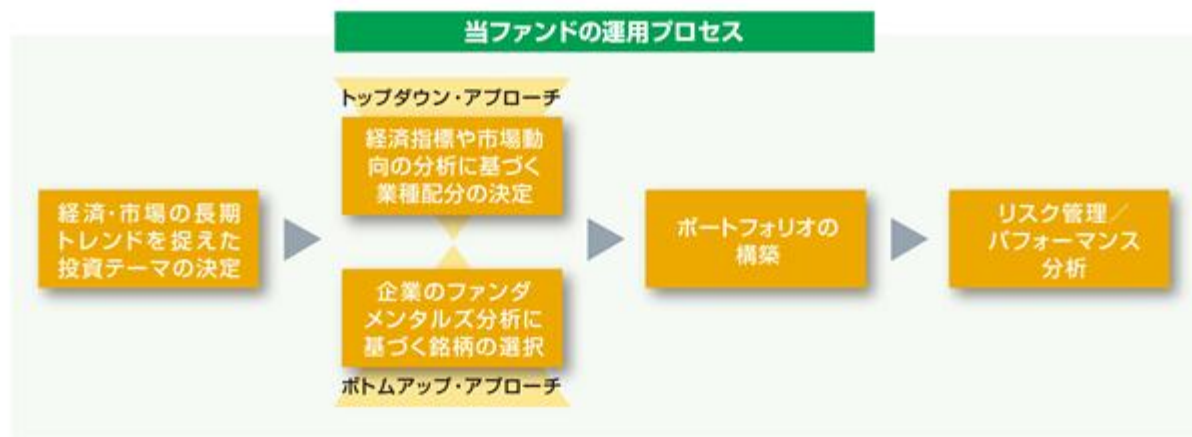 当ファンドの運用プロセス
経済・市場の長期
トレンドを捉えた
投資テーマの決定
トップダウン・アプローチ
経済指標や市場動
向の分析に基づく
業種配分の決定
企業のファンダ
メンタルズ分析に
基づく銘柄の選択
ボトムアップ・アプローチ
ポートフォリオの
構築
リスク管理／
パフォーマンス
分析